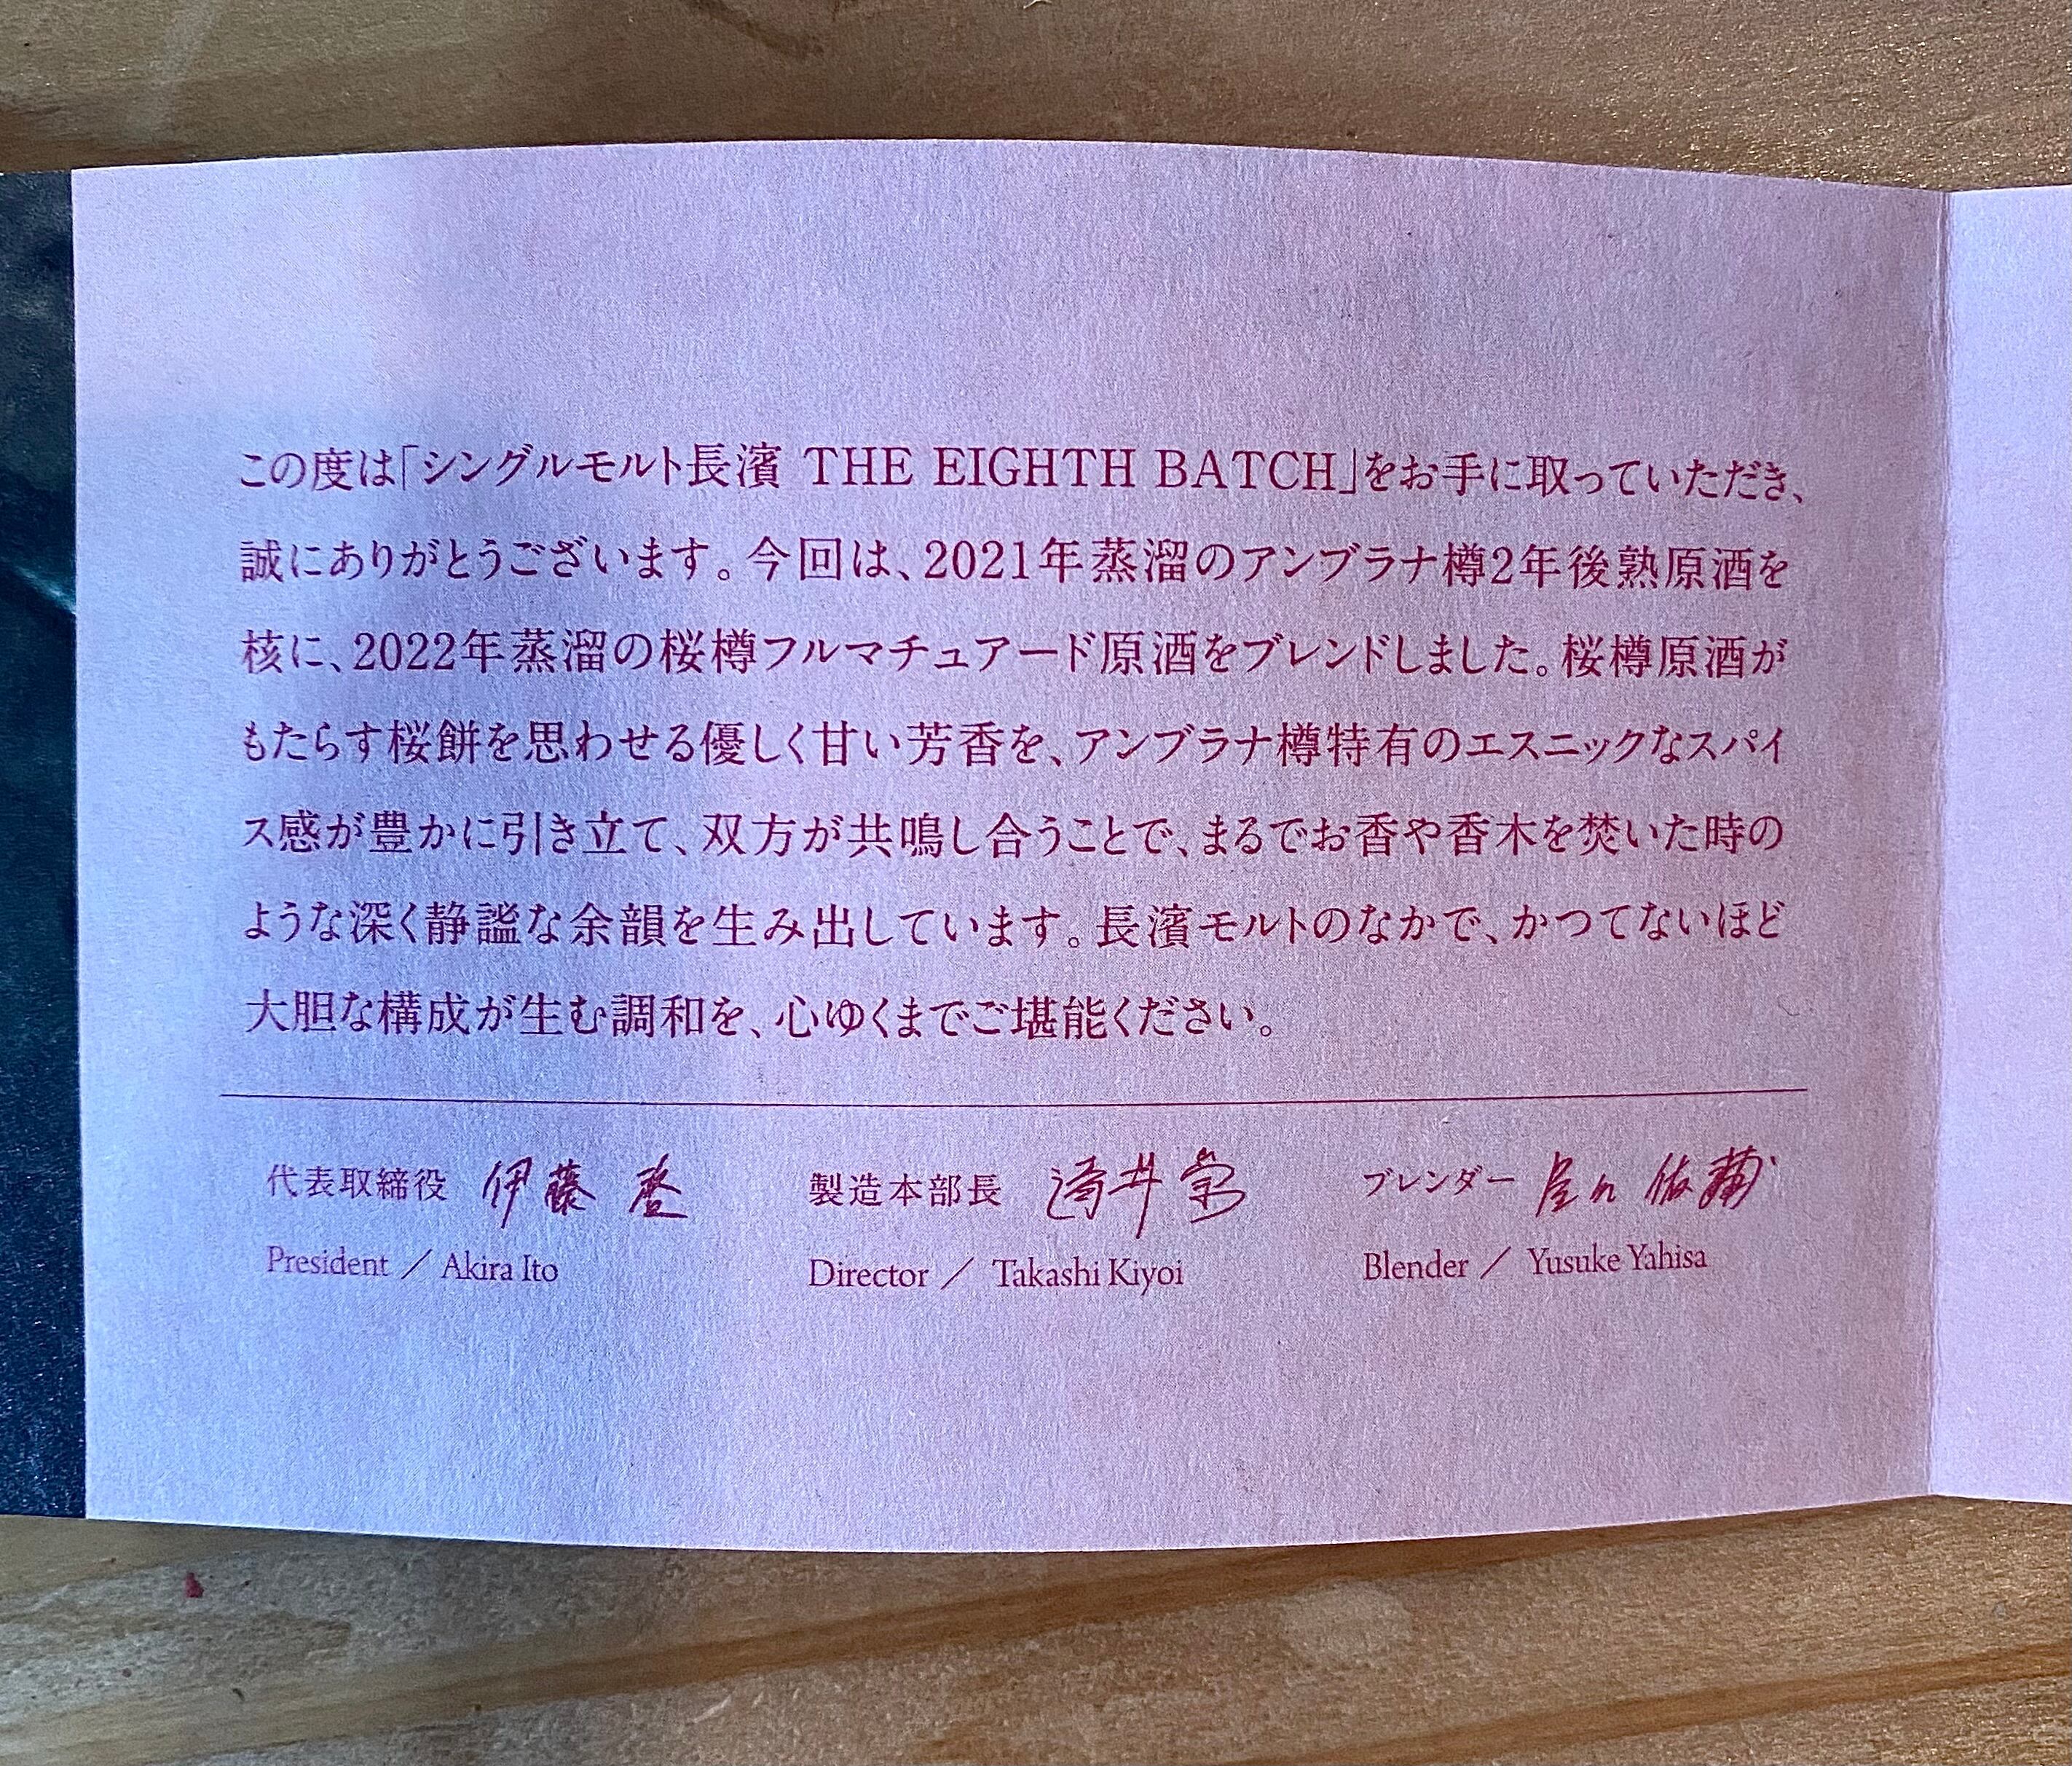 この度は「シングルモルト長濱 THE EIGHTH BATCH」をお手に取っていただき、
誠にありがとうございます。今回は、2021年蒸溜のアンブラナ樽2年後熟原酒を
核に、2022年蒸溜の桜樽フルマチュアード原酒をブレンドしました。桜樽原酒が
もたらす桜餅を思わせる優しく甘い芳香を、アンブラナ樽特有のエスニックなスパイ
ス感が豊かに引き立て、双方が共鳴し合うことで、まるでお香や香木を焚いた時の
ような深く静謐な余韻を生み出しています。長濱モルトのなかで、かつてないほど
大胆な構成が生む調和を、心ゆくまでご堪能ください。
代表取締役 伊藤 啓 製造本部長 ブレンダー
President ／ Akira Ito Director ／ Takashi Kiyoi Blender ／ Yusuke Yahisa